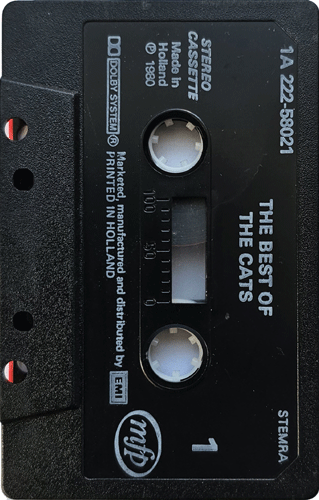 1A 222-58021
STEREO
CASSETTE
Made in
Holland
℗ 1980
DOLBY SYSTEM®
THE BEST OF
THE CATS
100 50 0
Marketed, manufactured and distributed by EMI
PRINTED IN HOLLAND
STEMRA
1
mfp